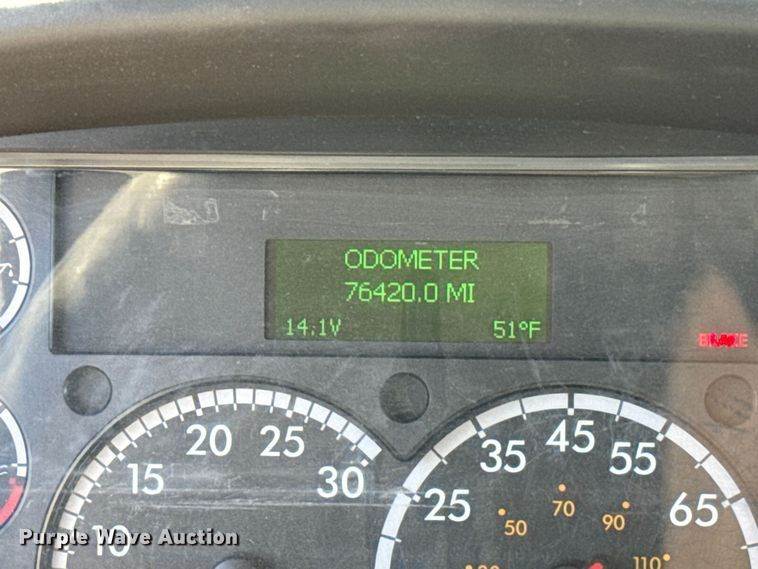 ODOMETER
76420.0 MI
14.1V 51°F
BRAKE
10 15 20 25 30
25 35 45 55 65
50 70 90 110
Purple Wave Auction